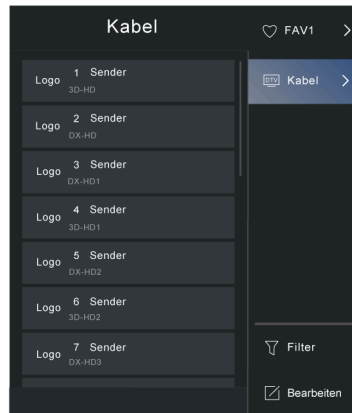 Kabel
Logo 1 Sender
3D-HD
Logo 2 Sender
DX-HD
Logo 3 Sender
DX-HD1
Logo 4 Sender
3D-HD1
Logo 5 Sender
DX-HD2
Logo 6 Sender
3D-HD2
Logo 7 Sender
DX-HD3
FAV1
DTV Kabel
Filter
Bearbeiten